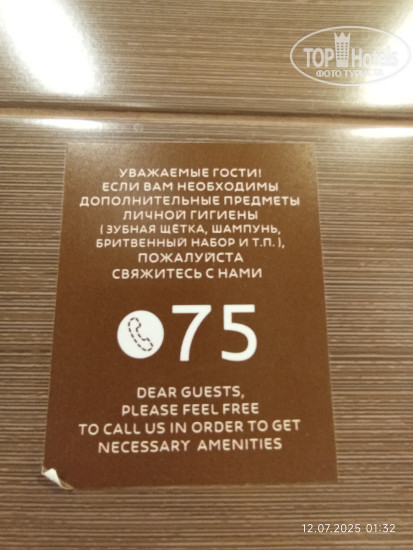 TOP Hotels
ФОТО ТУРИСТА
УВАЖАЕМЫЕ ГОСТИ!
ЕСЛИ ВАМ НЕОБХОДИМЫ
ДОПОЛНИТЕЛЬНЫЕ ПРЕДМЕТЫ
ЛИЧНОЙ ГИГИЕНЫ
( ЗУБНАЯ ЩЁТКА, ШАМПУНЬ,
БРИТВЕННЫЙ НАБОР И Т.П. ),
ПОЖАЛУЙСТА
СВЯЖИТЕСЬ С НАМИ
75
DEAR GUESTS,
PLEASE FEEL FREE
TO CALL US IN ORDER TO GET
NECESSARY AMENITIES
12.07.2025 01:32